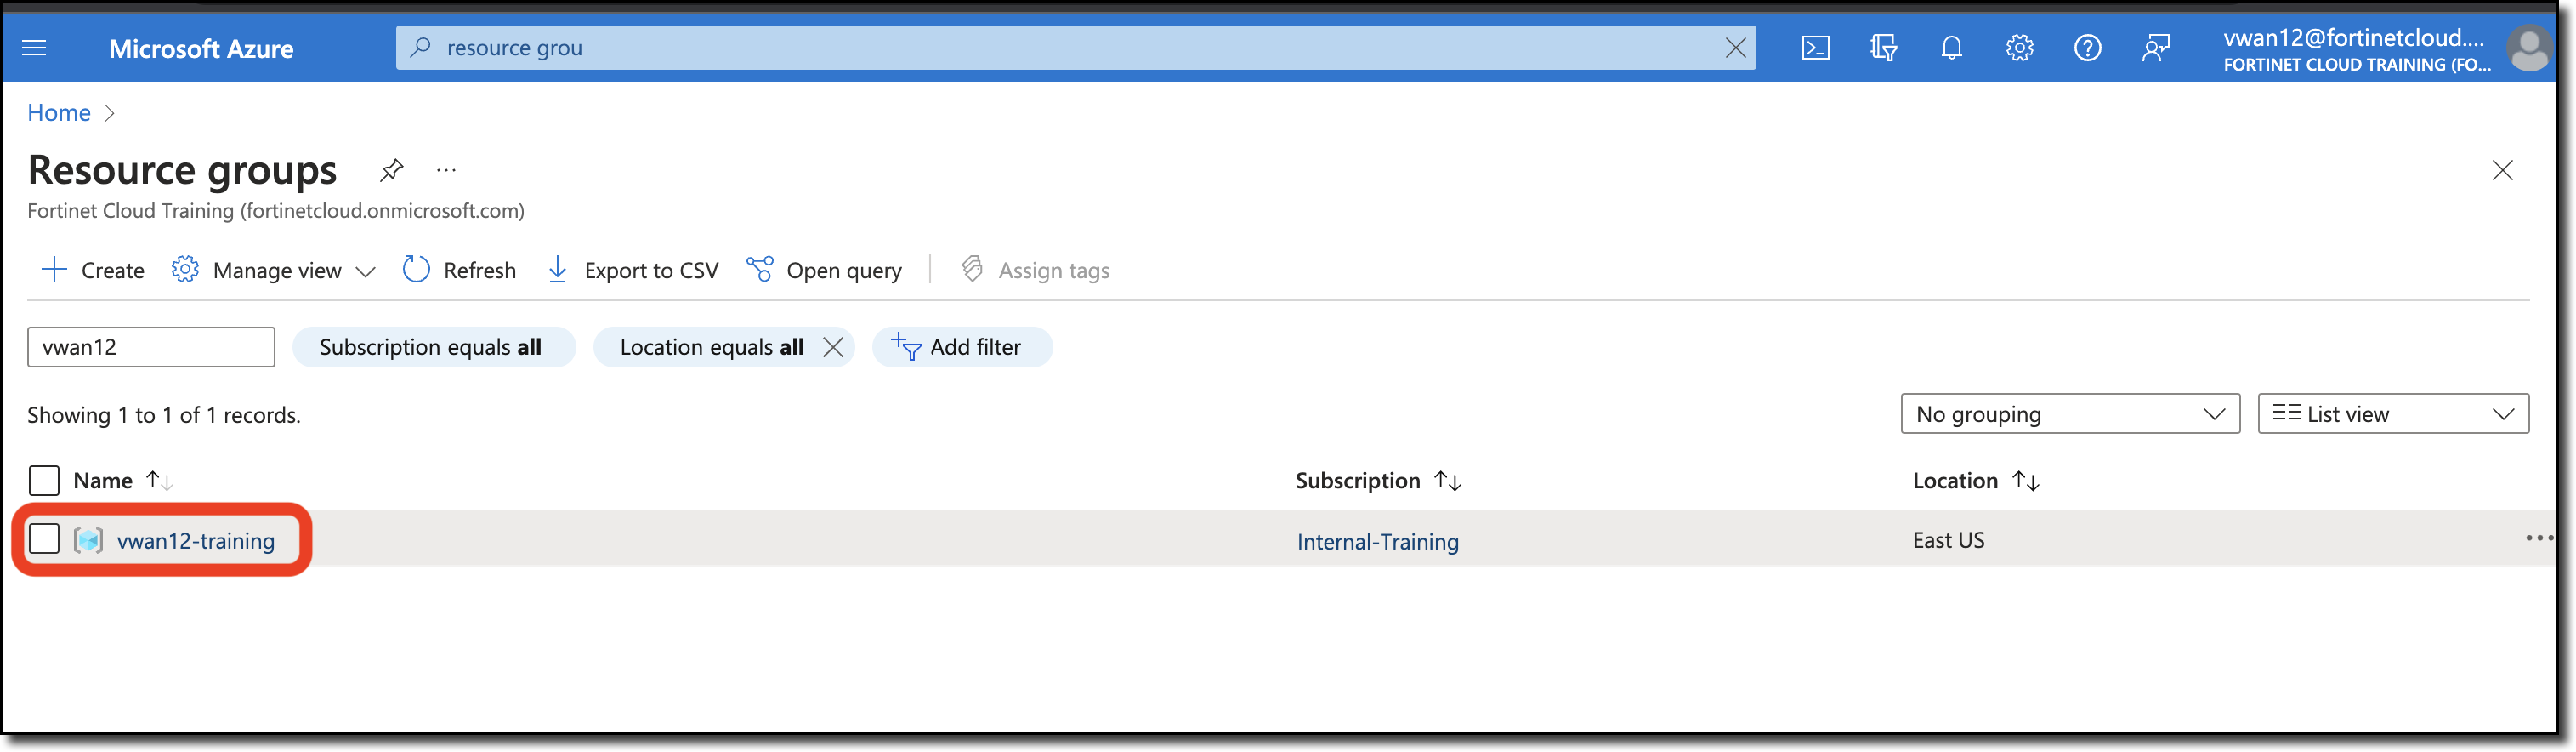 Microsoft Azure
resource grou
vwan12@fortinetcloud....
FORTINET CLOUD TRAINING (FO...
Home
Resource groups
...
Fortinet Cloud Training (fortinetcloud.onmicrosoft.com)
Create Manage view Refresh Export to CSV Open query Assign tags
vwan12 Subscription equals all Location equals all Add filter
Showing 1 to 1 of 1 records. No grouping List view
Name Subscription Location
vwan12-training Internal-Training East US ...